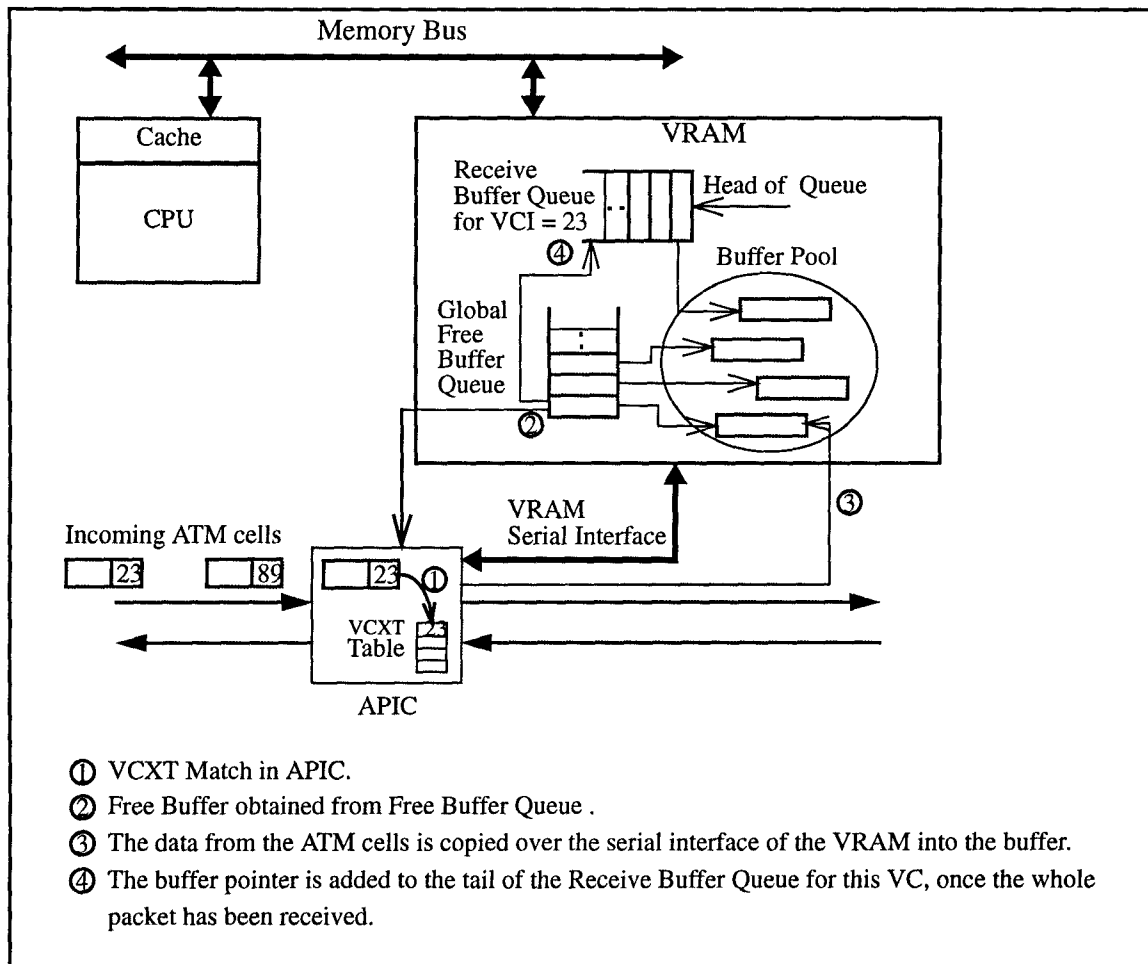 Memory Bus
Cache
CPU
VRAM
Receive
Buffer Queue
for VCI = 23
Head of Queue
④
Buffer Pool
Global
Free
Buffer
Queue
②
③
VRAM
Serial Interface
Incoming ATM cells
23
89
23
①
VCXT
Table
23
APIC
① VCXT Match in APIC.
② Free Buffer obtained from Free Buffer Queue .
③ The data from the ATM cells is copied over the serial interface of the VRAM into the buffer.
④ The buffer pointer is added to the tail of the Receive Buffer Queue for this VC, once the whole
packet has been received.